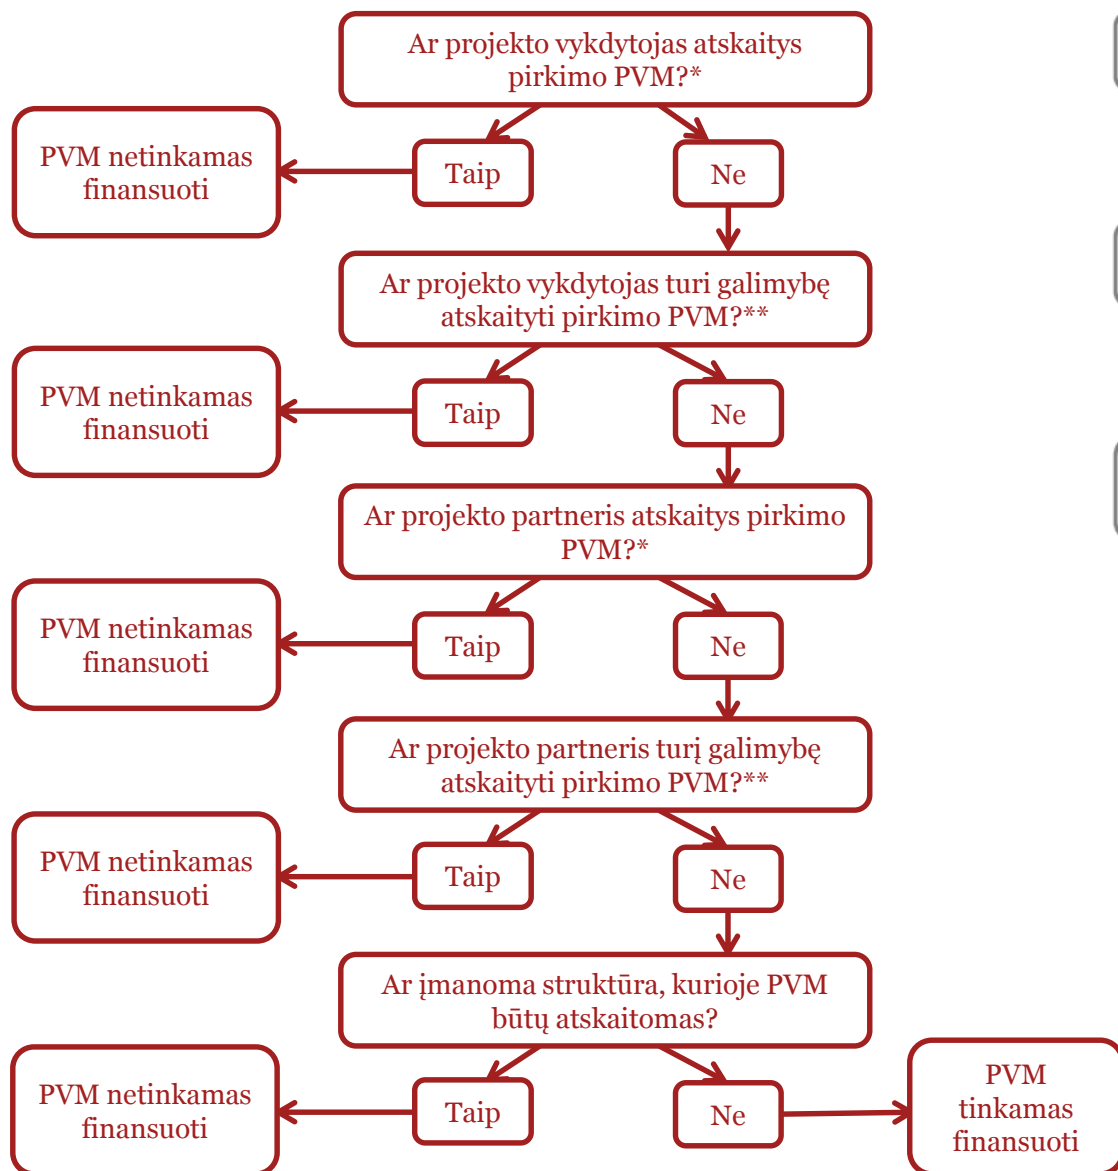 Ar projekto vykdytojas atskaitys
pirkimo PVM?*
PVM netinkamas
finansuoti
Taip
Ne
Ar projekto vykdytojas turi galimybę
atskaityti pirkimo PVM?**
PVM netinkamas
finansuoti
Taip
Ne
Ar projekto partneris atskaitys pirkimo
PVM?*
PVM netinkamas
finansuoti
Taip
Ne
Ar projekto partneris turį galimybę
atskaityti pirkimo PVM?**
PVM netinkamas
finansuoti
Taip
Ne
Ar įmanoma struktūra, kurioje PVM
būtų atskaitomas?
PVM netinkamas
finansuoti
Taip
Ne
PVM
tinkamas
finansuoti